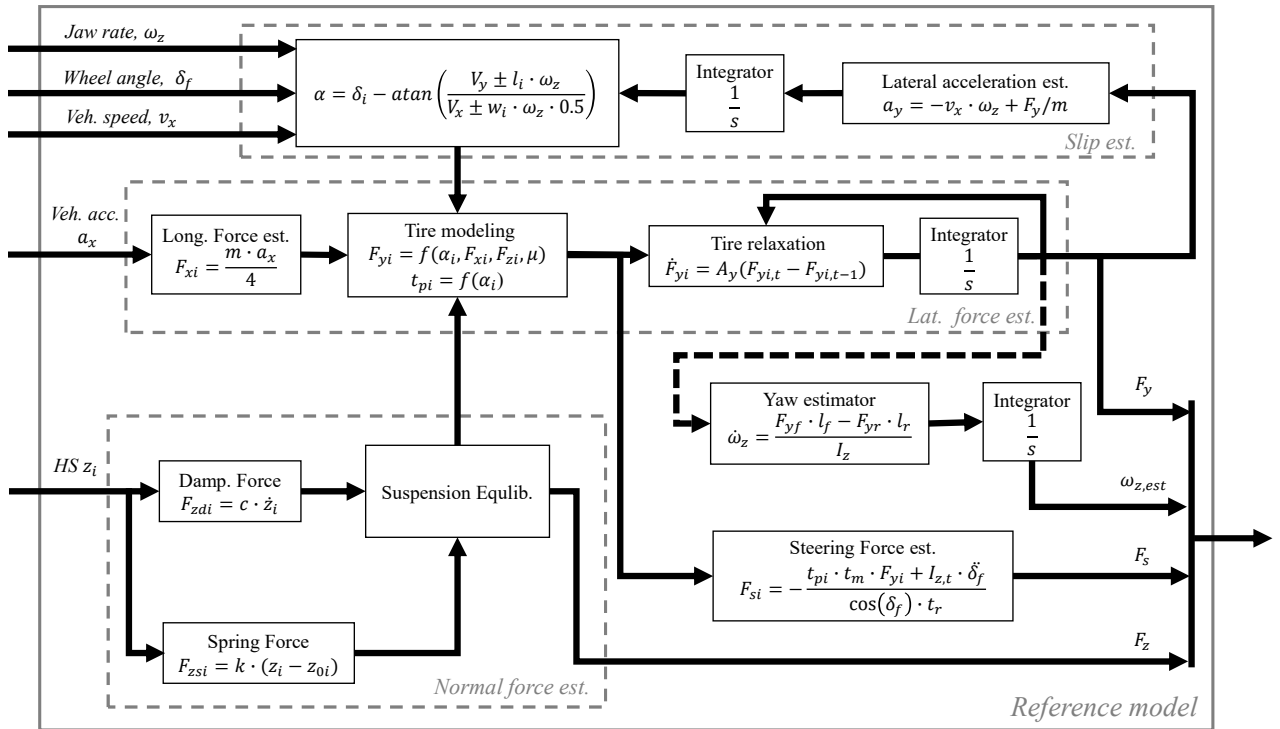 Jaw rate, ω_z
Wheel angle, δ_f
Veh. speed, v_x
α = δ_i − atan( (V_y ± l_i · ω_z) / (V_x ± w_i · ω_z · 0.5) )
Integrator
1/s
Lateral acceleration est.
a_y = −v_x · ω_z + F_y/m
Slip est.
Veh. acc.
a_x
Long. Force est.
F_xi = (m · a_x) / 4
Tire modeling
F_yi = f(α_i, F_xi, F_zi, μ)
t_pi = f(α_i)
Tire relaxation
Ḟ_yi = A_y(F_yi,t − F_yi,t−1)
Integrator
1/s
Lat. force est.
Yaw estimator
ω̇_z = (F_yf · l_f − F_yr · l_r) / I_z
Integrator
1/s
F_y
HS z_i
Damp. Force
F_zdi = c · ż_i
Suspension Equlib.
ω_z,est
Steering Force est.
F_si = − (t_pi · t_m · F_yi + I_z,t · δ̈_f) / (cos(δ_f) · t_r)
F_s
Spring Force
F_zsi = k · (z_i − z_0i)
F_z
Normal force est.
Reference model